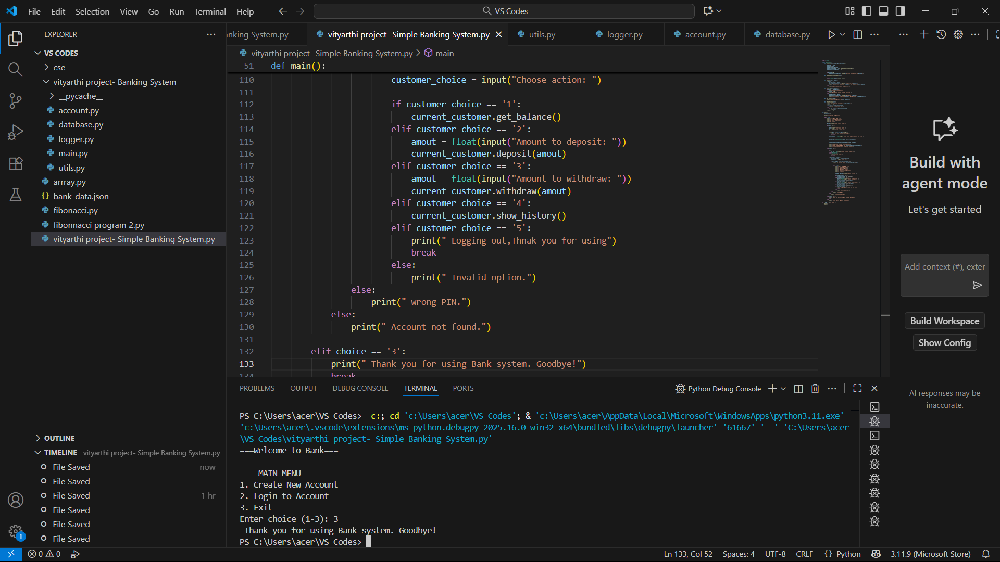 File Edit Selection View Go Run Terminal Help
VS Codes
EXPLORER
VS CODES
cse
vityarthi project- Banking System
__pycache__
account.py
database.py
logger.py
main.py
utils.py
arrray.py
{} bank_data.json
fibonacci.py
fibonnacci program 2.py
vityarthi project- Simple Banking System.py
OUTLINE
TIMELINE vityarthi project- Simple Banking System.py
File Saved now
File Saved
File Saved 1 hr
File Saved
File Saved
File Saved
1
nking System.py
vityarthi project- Simple Banking System.py
utils.py
logger.py
account.py
database.py
vityarthi project- Simple Banking System.py > main
51 def main():
110 customer_choice = input("Choose action: ")
111
112 if customer_choice == '1':
113 current_customer.get_balance()
114 elif customer_choice == '2':
115 amout = float(input("Amount to deposit: "))
116 current_customer.deposit(amout)
117 elif customer_choice == '3':
118 amout = float(input("Amount to withdraw: "))
119 current_customer.withdraw(amout)
120 elif customer_choice == '4':
121 current_customer.show_history()
122 elif customer_choice == '5':
123 print(" Logging out,Thnak you for using")
124 break
125 else:
126 print(" Invalid option.")
127 else:
128 print(" wrong PIN.")
129 else:
130 print(" Account not found.")
131
132 elif choice == '3':
133 print(" Thank you for using Bank system. Goodbye!")
134 break
PROBLEMS OUTPUT DEBUG CONSOLE TERMINAL PORTS
Python Debug Console
PS C:\Users\acer\VS Codes> c:; cd 'c:\Users\acer\VS Codes'; & 'c:\Users\acer\AppData\Local\Microsoft\WindowsApps\python3.11.exe'
'c:\Users\acer\.vscode\extensions\ms-python.debugpy-2025.16.0-win32-x64\bundled\libs\debugpy\launcher' '61667' '--' 'C:\Users\acer
\VS Codes\vityarthi project- Simple Banking System.py'
===Welcome to Bank===
--- MAIN MENU ---
1. Create New Account
2. Login to Account
3. Exit
Enter choice (1-3): 3
Thank you for using Bank system. Goodbye!
PS C:\Users\acer\VS Codes>
Build with
agent mode
Let's get started
Add context (#), exter
Build Workspace
Show Config
AI responses may be
inaccurate.
0 0
Ln 133, Col 52 Spaces: 4 UTF-8 CRLF {} Python 3.11.9 (Microsoft Store)